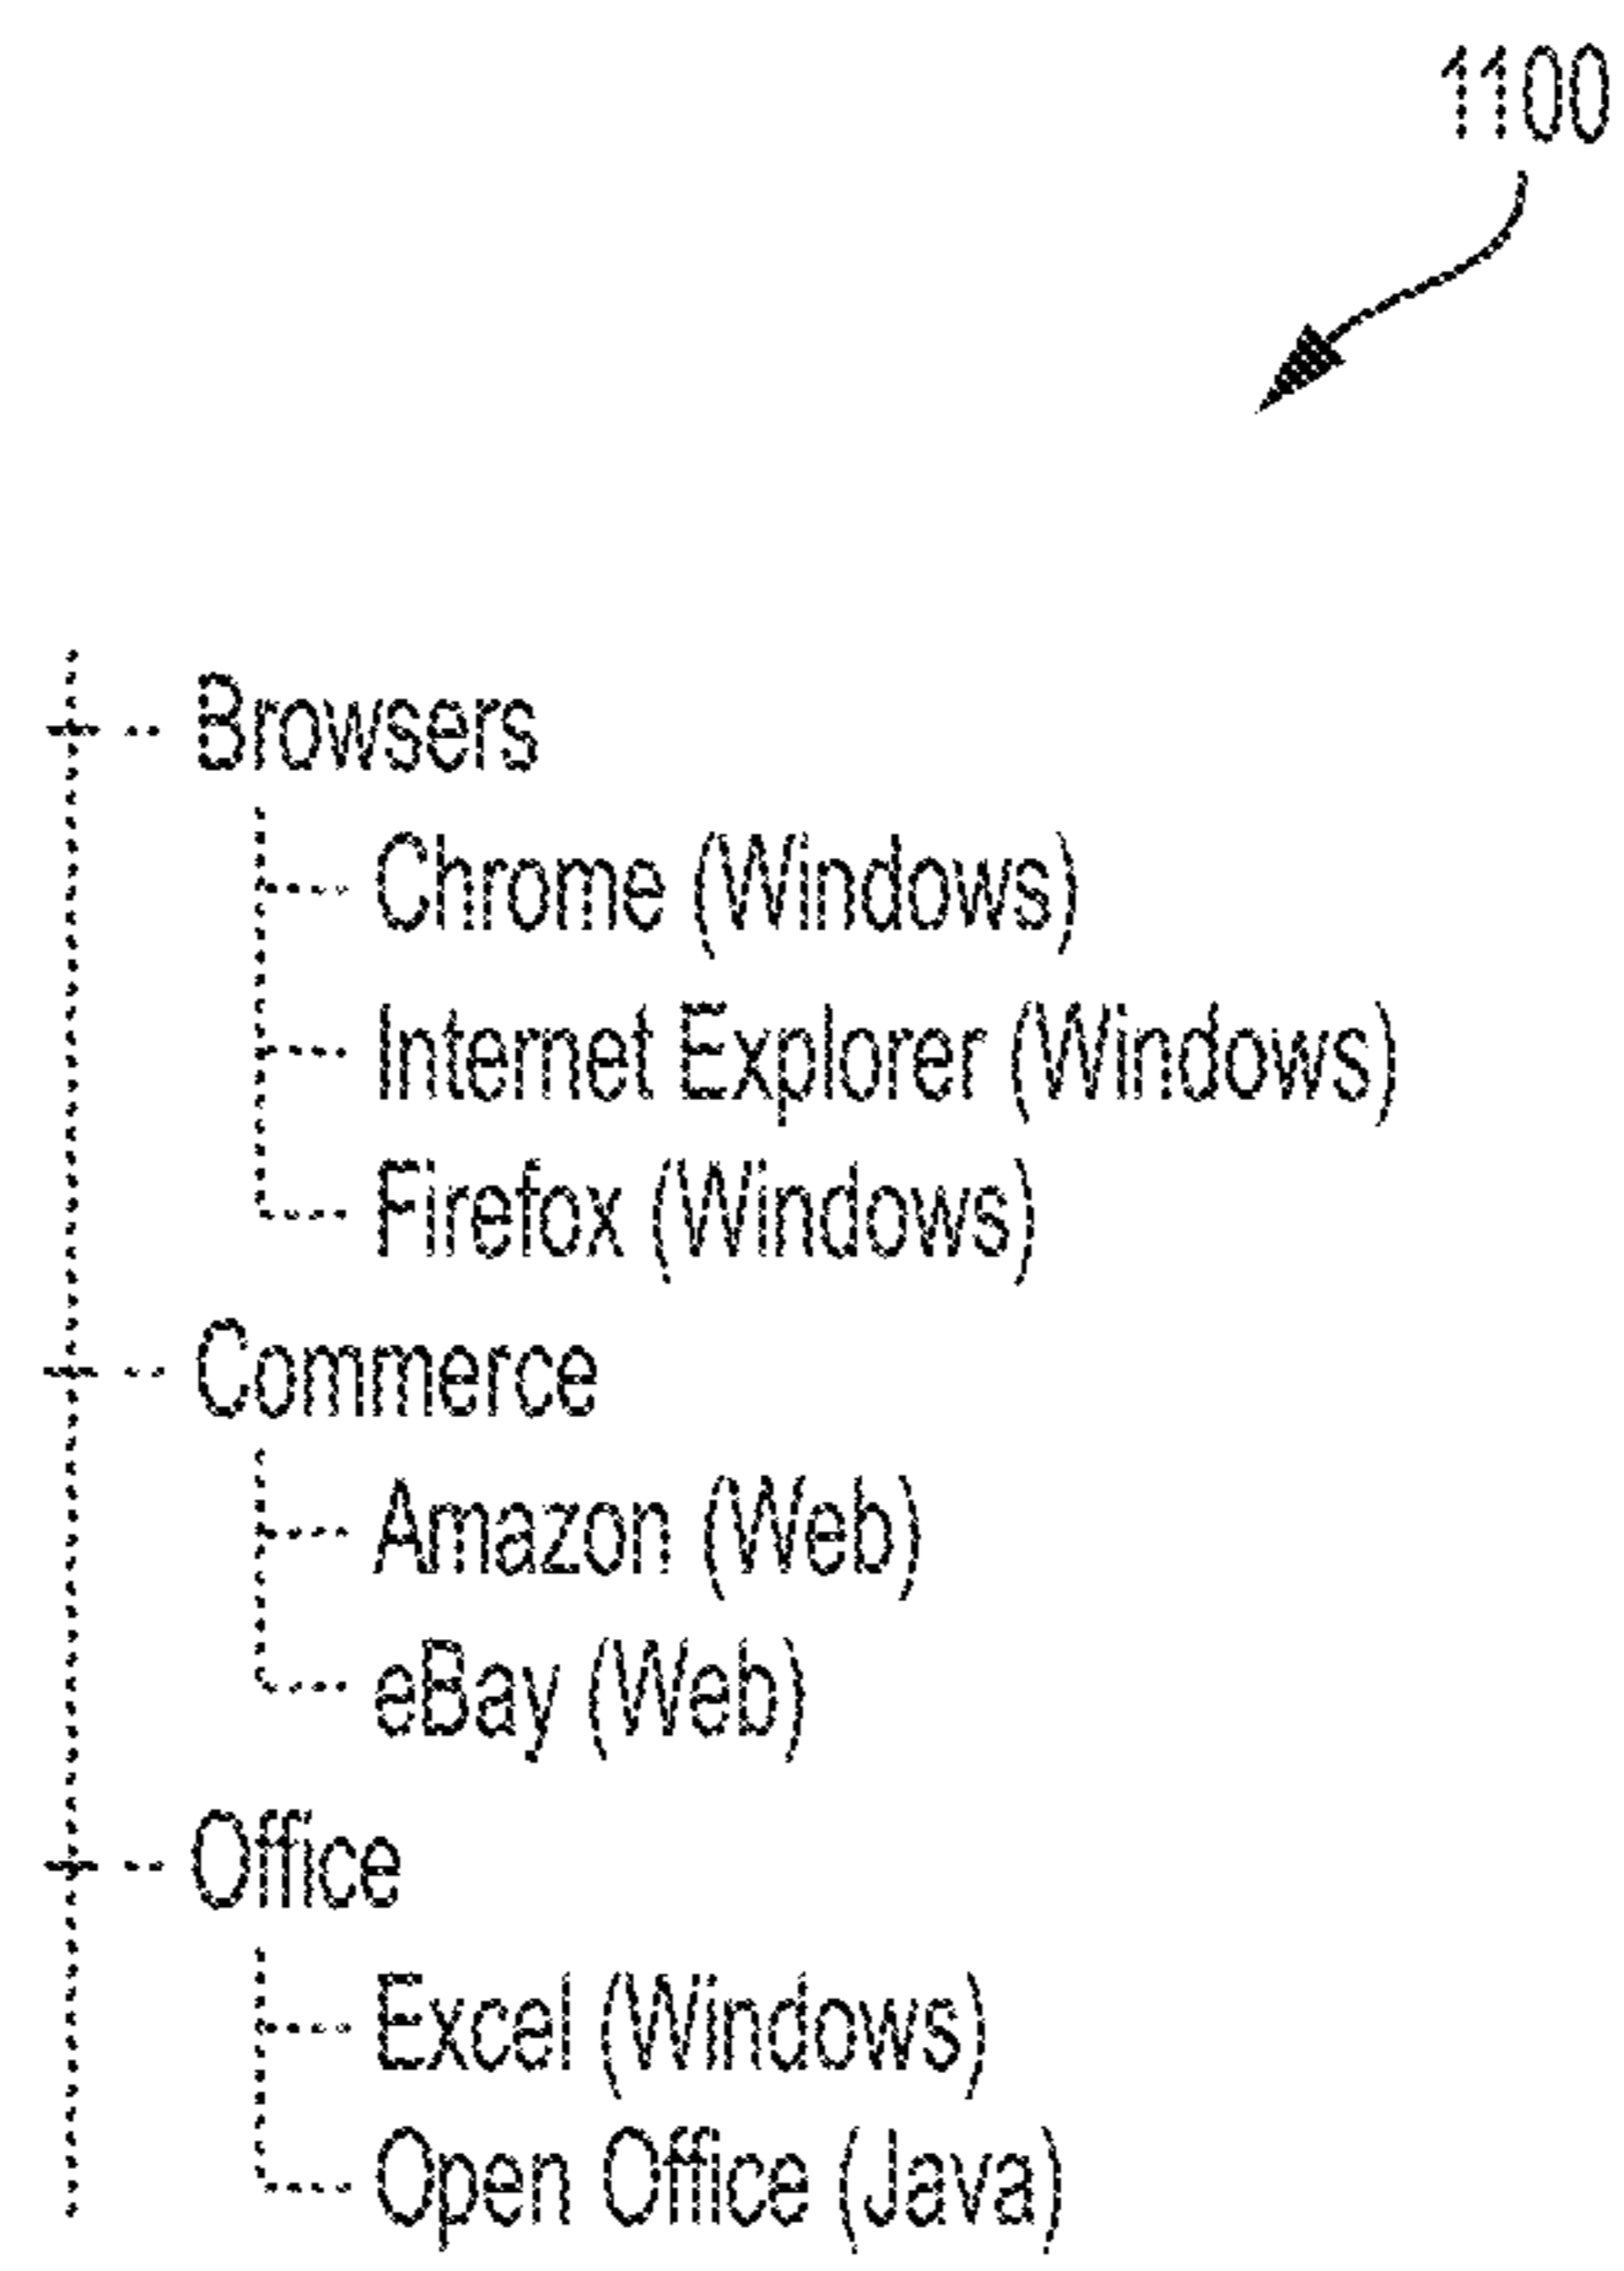 1100
Browsers
Chrome (Windows)
Internet Explorer (Windows)
Firefox (Windows)
Commerce
Amazon (Web)
eBay (Web)
Office
Excel (Windows)
Open Office (Java)